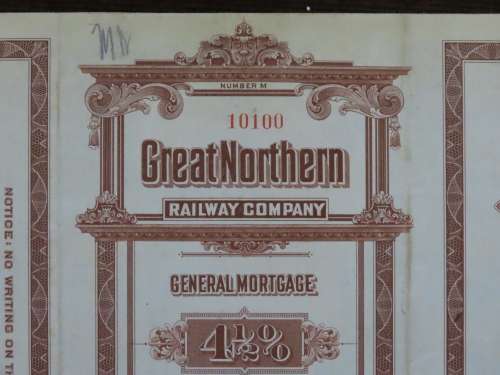 NUMBER M
10100
Great Northern
RAILWAY COMPANY
GENERAL MORTGAGE
4½%
NOTICE: NO WRITING ON TH